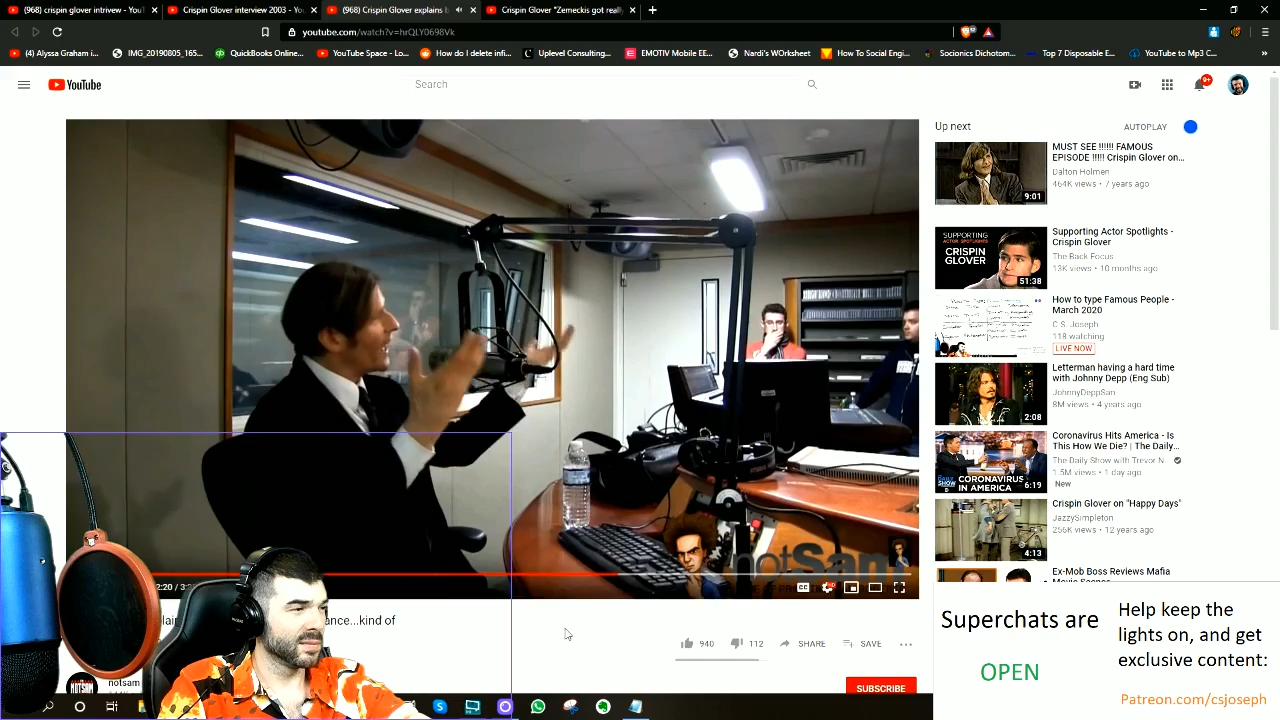 (968) crispin glover intrivew - YouT
Crispin Glover interview 2003 - Yo
(968) Crispin Glover explains b
Crispin Glover "Zemeckis got really
youtube.com/watch?v=hrQLY0698Vk
(4) Alyssa Graham i...
IMG_20190805_165...
QuickBooks Online...
YouTube Space - Lo...
How do I delete infi...
Uplevel Consulting...
EMOTIV Mobile EE...
Nardi's WOrksheet
How To Social Engi...
Socionics Dichotom...
Top 7 Disposable E...
YouTube to Mp3 C...
YouTube
Search
9+
Up next
AUTOPLAY
MUST SEE !!!!!! FAMOUS
EPISODE !!!!! Crispin Glover on...
Dalton Holmen
464K views • 7 years ago
9:01
SUPPORTING
ACTOR SPOTLIGHTS
CRISPIN
GLOVER
51:38
Supporting Actor Spotlights -
Crispin Glover
The Back Focus
13K views • 10 months ago
How to type Famous People -
March 2020
C.S. Joseph
118 watching
LIVE NOW
Letterman having a hard time
with Johnny Depp (Eng Sub)
JohnnyDeppSan
8M views • 4 years ago
2:08
Coronavirus Hits America - Is
This How We Die? | The Daily...
The Daily Show with Trevor N.
1.5M views • 1 day ago
New
CORONAVIRUS
IN AMERICA
6:19
Crispin Glover on "Happy Days"
JazzySimpleton
256K views • 12 years ago
4:13
Ex-Mob Boss Reviews Mafia
notSam
2:20 / 3:
CC
ance...kind of
940
112
SHARE
SAVE
notsam
SUBSCRIBE
Superchats are
OPEN
Help keep the
lights on, and get
exclusive content:
Patreon.com/csjoseph